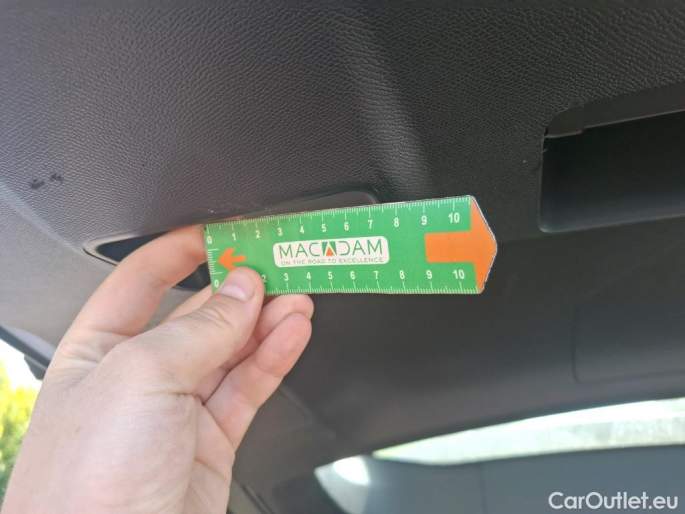 0 1 2 3 4 5 6 7 8 9 10
MACADAM
ON THE ROAD TO EXCELLENCE
0 2 3 4 5 6 7 8 9 10
CarOutlet.eu